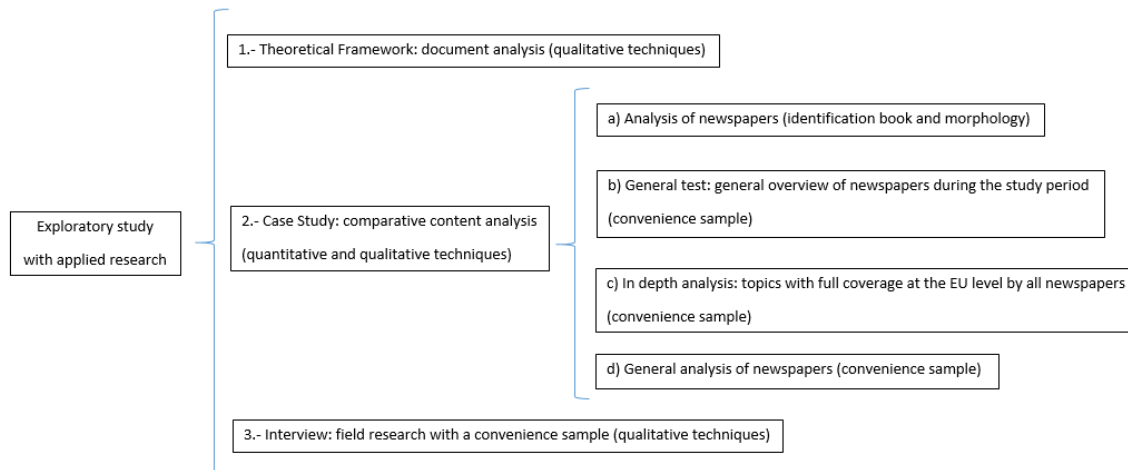 1.- Theoretical Framework: document analysis (qualitative techniques)
a) Analysis of newspapers (identification book and morphology)
b) General test: general overview of newspapers during the study period
(convenience sample)
Exploratory study
with applied research
2.- Case Study: comparative content analysis
(quantitative and qualitative techniques)
c) In depth analysis: topics with full coverage at the EU level by all newspapers
(convenience sample)
d) General analysis of newspapers (convenience sample)
3.- Interview: field research with a convenience sample (qualitative techniques)